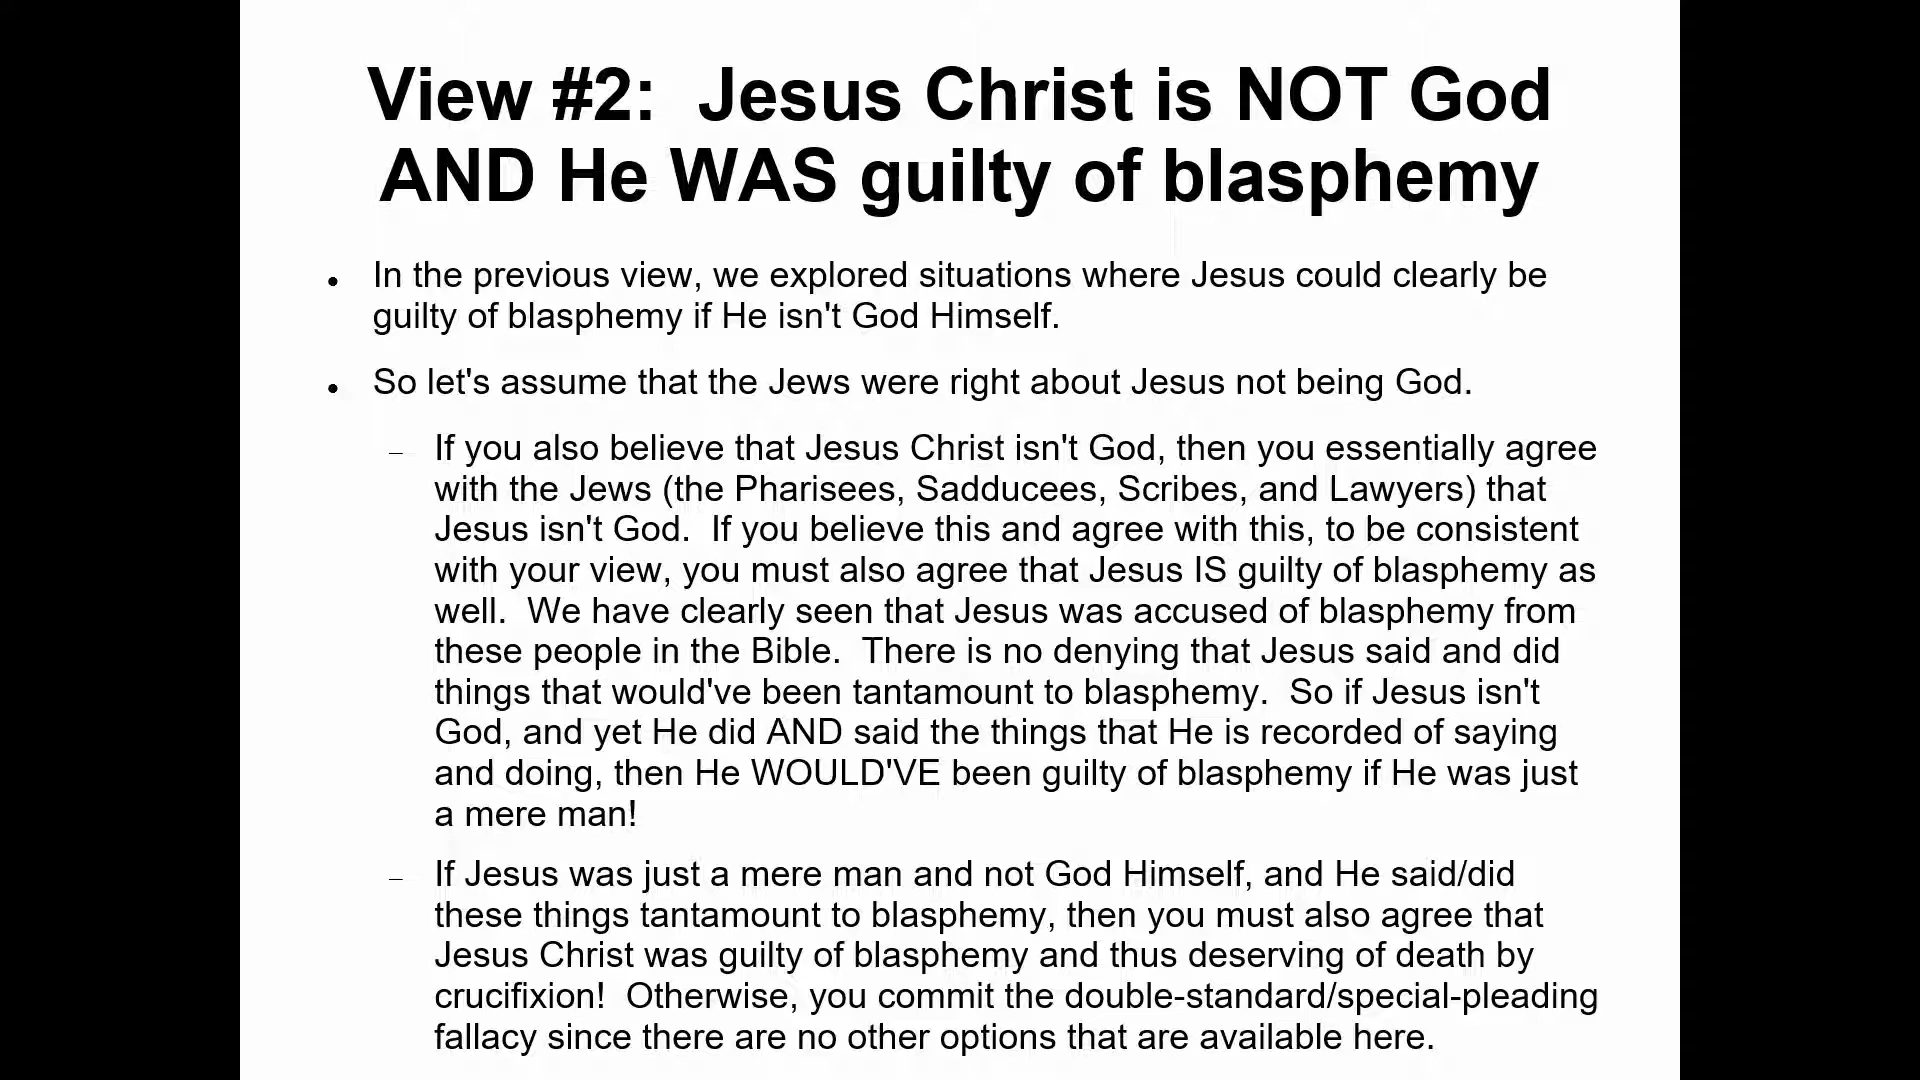 View #2:  Jesus Christ is NOT God
AND He WAS guilty of blasphemy
● In the previous view, we explored situations where Jesus could clearly be
guilty of blasphemy if He isn't God Himself.
● So let's assume that the Jews were right about Jesus not being God.
– If you also believe that Jesus Christ isn't God, then you essentially agree
with the Jews (the Pharisees, Sadducees, Scribes, and Lawyers) that
Jesus isn't God.  If you believe this and agree with this, to be consistent
with your view, you must also agree that Jesus IS guilty of blasphemy as
well.  We have clearly seen that Jesus was accused of blasphemy from
these people in the Bible.  There is no denying that Jesus said and did
things that would've been tantamount to blasphemy.  So if Jesus isn't
God, and yet He did AND said the things that He is recorded of saying
and doing, then He WOULD'VE been guilty of blasphemy if He was just
a mere man!
– If Jesus was just a mere man and not God Himself, and He said/did
these things tantamount to blasphemy, then you must also agree that
Jesus Christ was guilty of blasphemy and thus deserving of death by
crucifixion!  Otherwise, you commit the double-standard/special-pleading
fallacy since there are no other options that are available here.